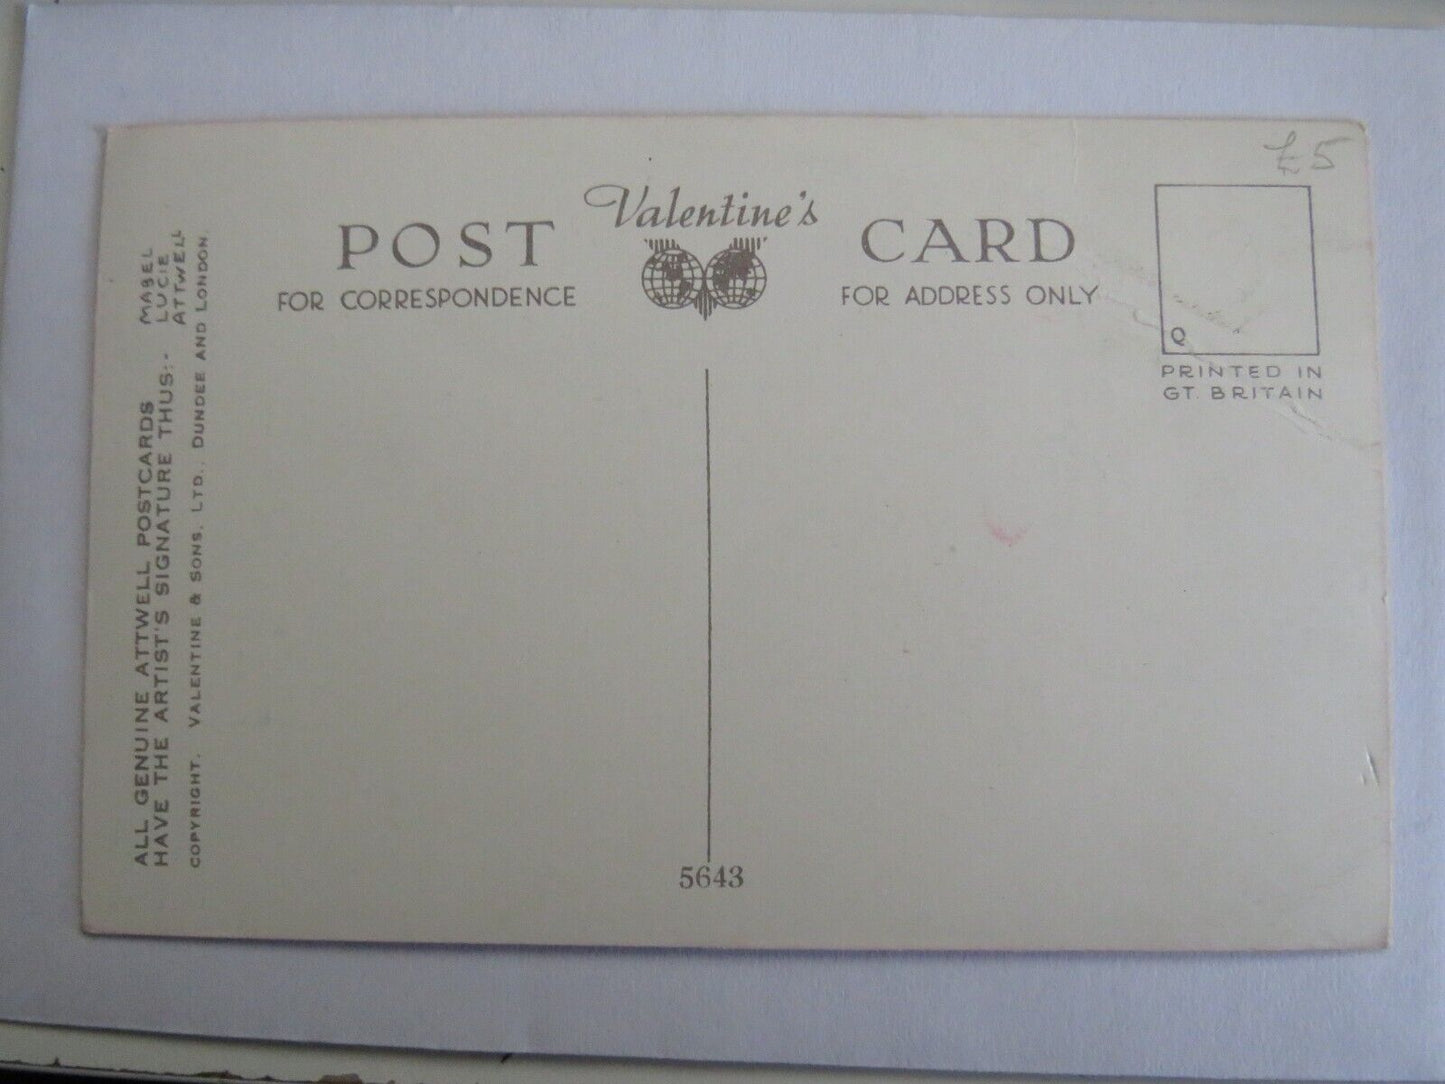 £5
Valentine's
POST CARD
FOR CORRESPONDENCE
FOR ADDRESS ONLY
Q
PRINTED IN
GT. BRITAIN
ALL GENUINE ATTWELL POSTCARDS
HAVE THE ARTIST'S SIGNATURE THUS:-
MABEL
LUCIE
ATTWELL
COPYRIGHT. VALENTINE & SONS, LTD., DUNDEE AND LONDON.
5643